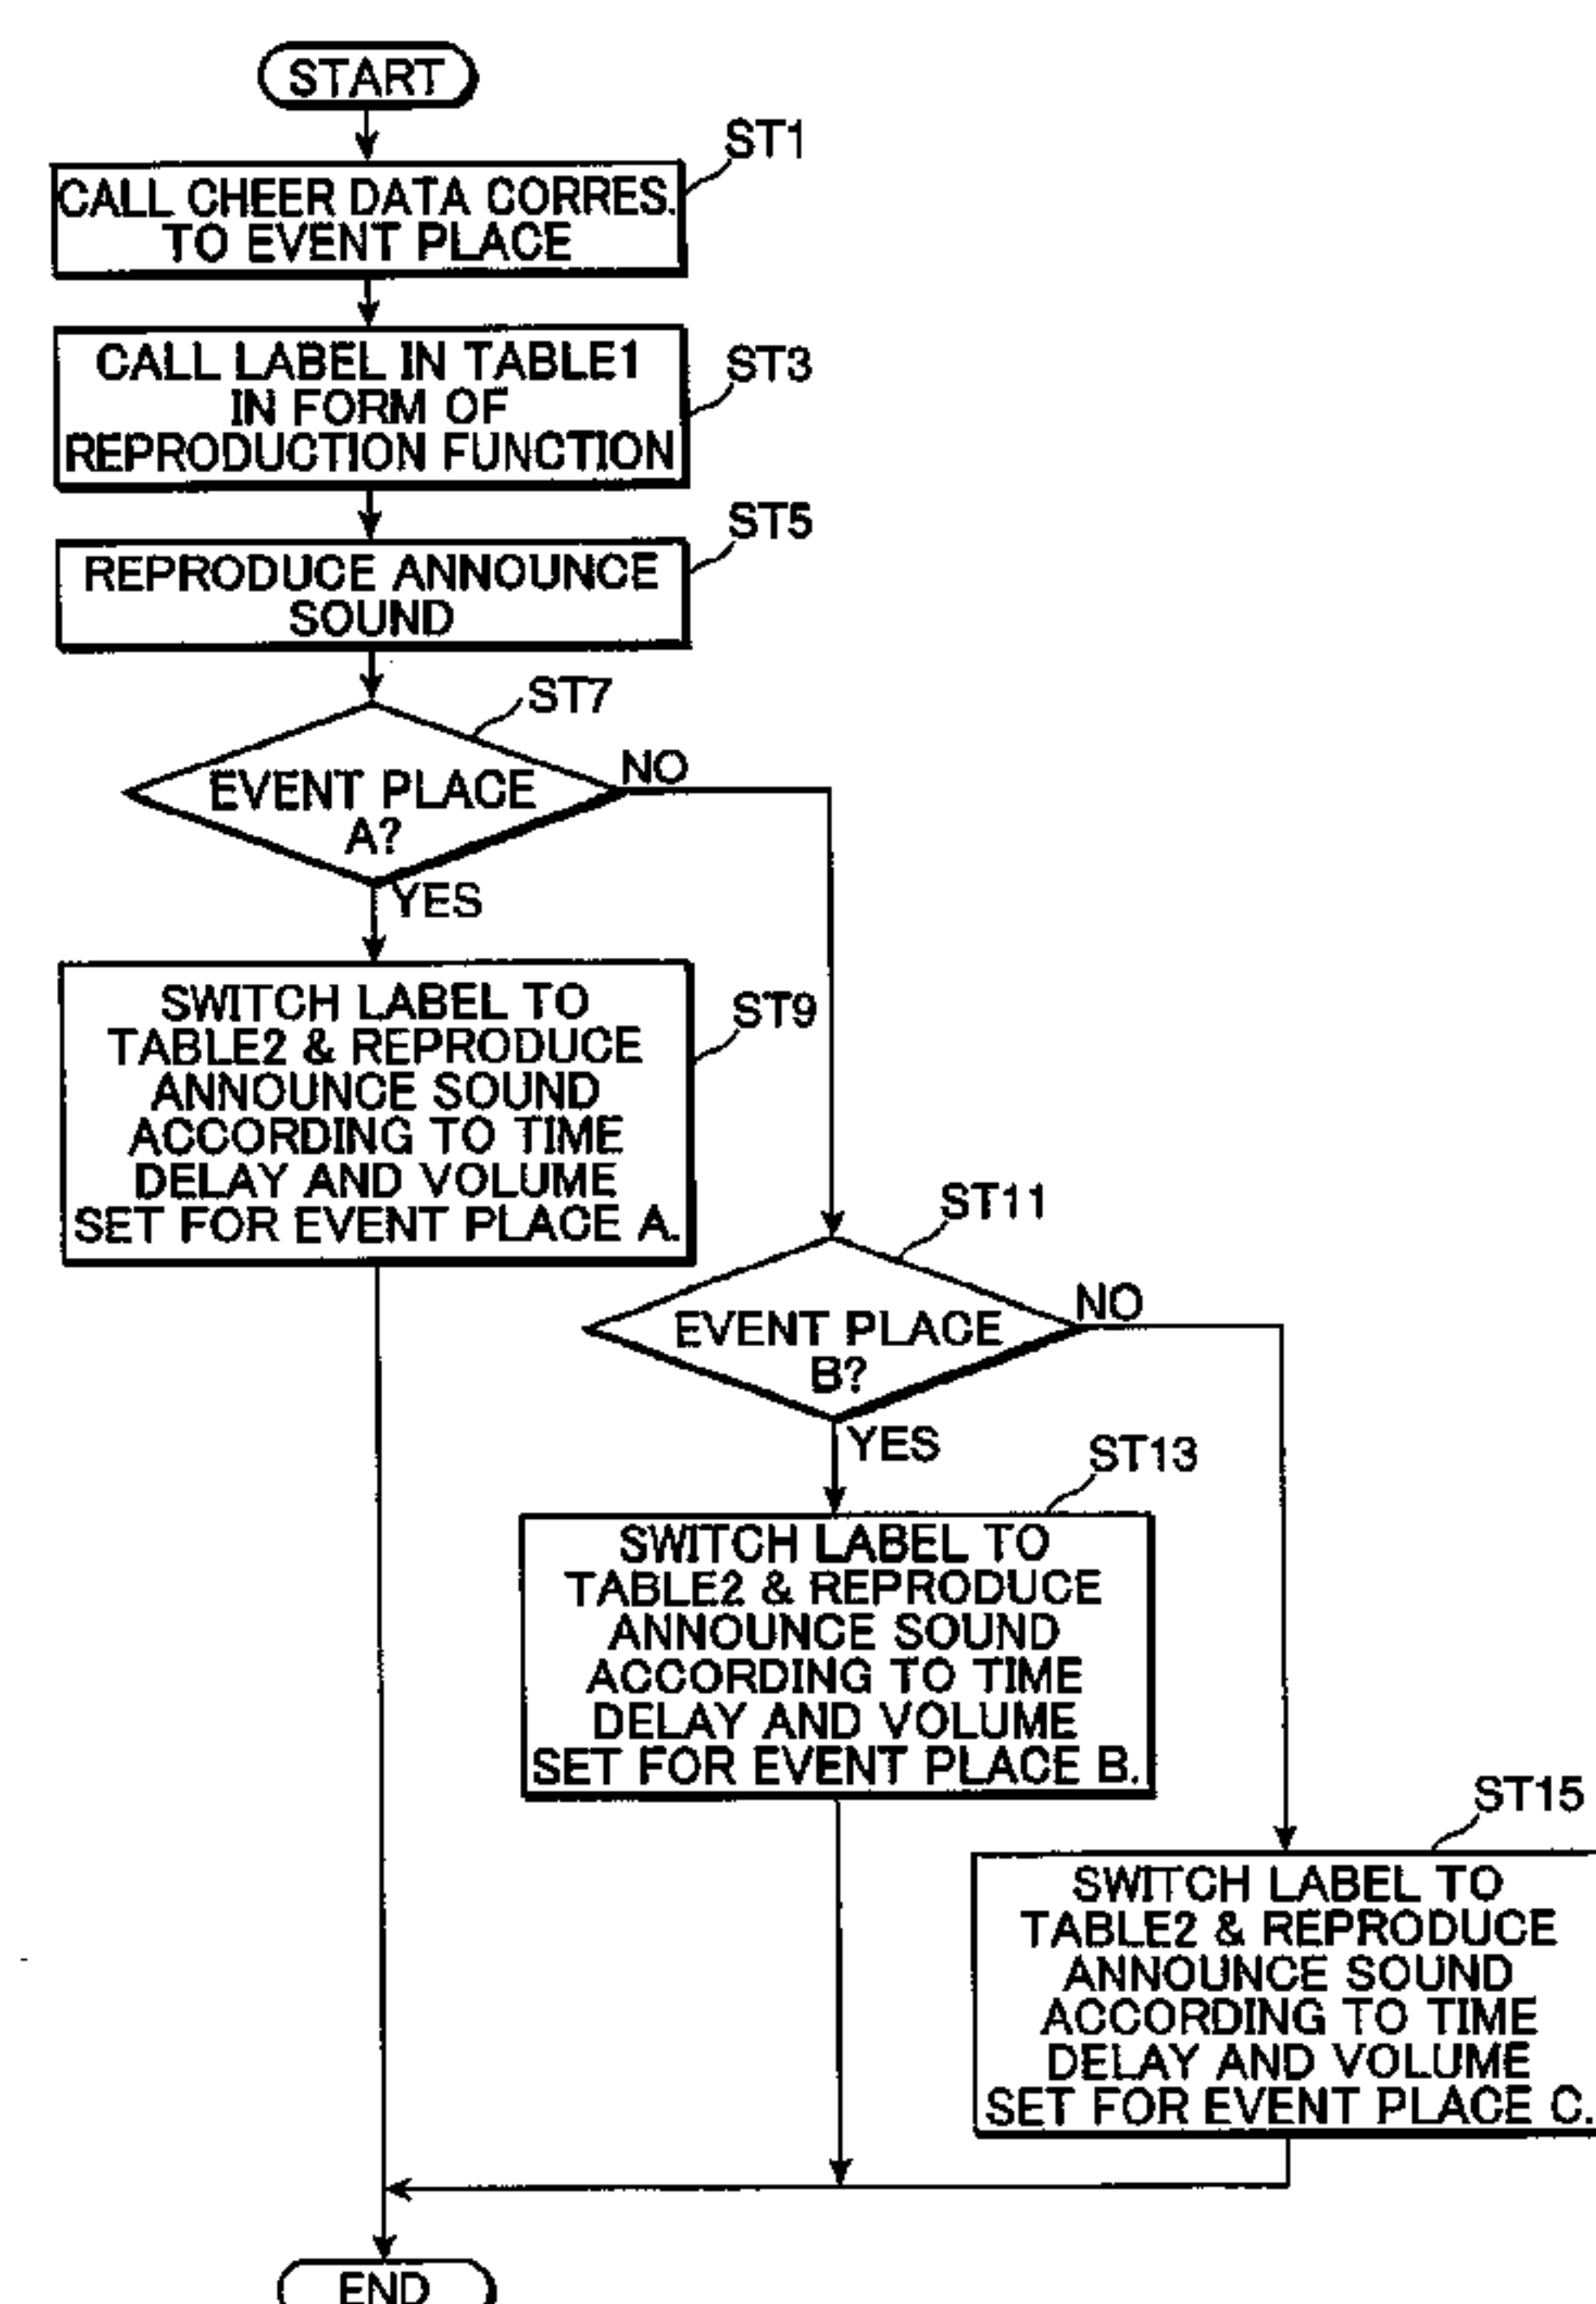 START
ST1
CALL CHEER DATA CORRES.
TO EVENT PLACE
CALL LABEL IN TABLE1
IN FORM OF
REPRODUCTION FUNCTION
ST3
ST5
REPRODUCE ANNOUNCE
SOUND
ST7
EVENT PLACE
A?
NO
YES
SWITCH LABEL TO
TABLE2 & REPRODUCE
ANNOUNCE SOUND
ACCORDING TO TIME
DELAY AND VOLUME
SET FOR EVENT PLACE A.
ST9
ST11
EVENT PLACE
B?
NO
YES
ST13
SWITCH LABEL TO
TABLE2 & REPRODUCE
ANNOUNCE SOUND
ACCORDING TO TIME
DELAY AND VOLUME
SET FOR EVENT PLACE B.
ST15
SWITCH LABEL TO
TABLE2 & REPRODUCE
ANNOUNCE SOUND
ACCORDING TO TIME
DELAY AND VOLUME
SET FOR EVENT PLACE C.
END